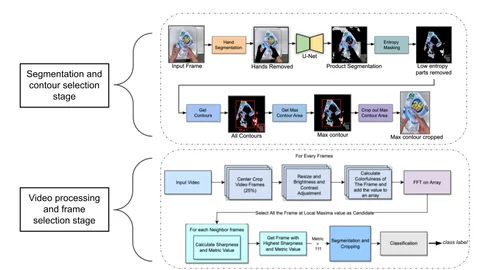 Segmentation and
contour selection
stage
Hand
Segmentation
U-Net
Entropy
Masking
Input Frame
Hands Removed
Product Segmentation
Low entropy
parts removed
Get
Contours
Get Max
Contour Area
Crop out Max
Contour Area
All Contours
Max contour
Max contour cropped
Video processing
and frame
selection stage
For Every Frames
Input Video
Center Crop
Video Frames
(25%)
Resize and
Brightness and
Contrast
Adjustment
Calculate
Colorfulness of
The Frame and
add the value to
an array
FFT on Array
Select All the Frame at Local Maxima value as Candidate
For each Neighbor frames
Calculate Sharpness
and Metric Value
Get Frame with
Highest Sharpness
and Metric Value
Metric
Segmentation and
Cropping
Classification
class label